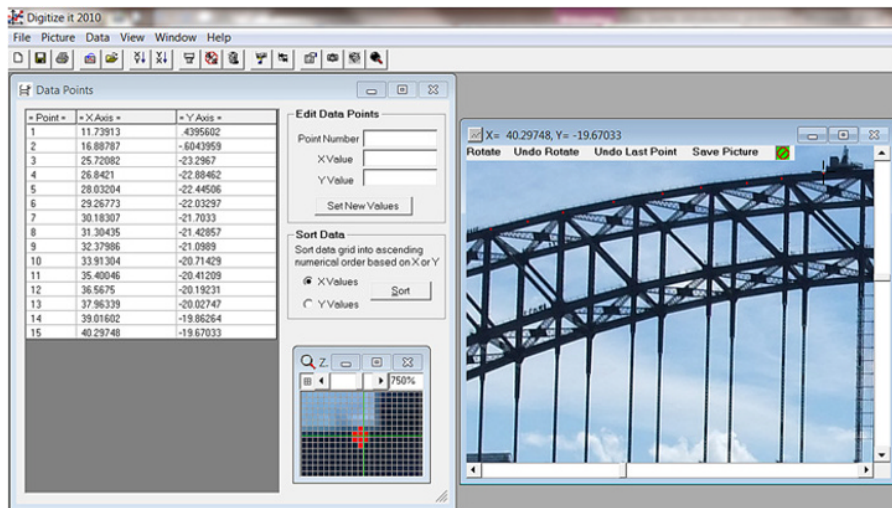 Digitize it 2010
File Picture Data View Window Help
Data Points
= Point = = X Axis = = Y Axis =
1 11.73913 .4395602
2 16.88787 -.6043959
3 25.72082 -23.2967
4 26.8421 -22.88462
5 28.03204 -22.44506
6 29.26773 -22.03297
7 30.18307 -21.7033
8 31.30435 -21.42857
9 32.37986 -21.0989
10 33.91304 -20.71429
11 35.40046 -20.41209
12 36.5675 -20.19231
13 37.96339 -20.02747
14 39.01602 -19.86264
15 40.29748 -19.67033
Edit Data Points
Point Number
X Value
Y Value
Set New Values
Sort Data
Sort data grid into ascending
numerical order based on X or Y
X Values
Y Values
Sort
Z.
750%
X= 40.29748, Y= -19.67033
Rotate Undo Rotate Undo Last Point Save Picture